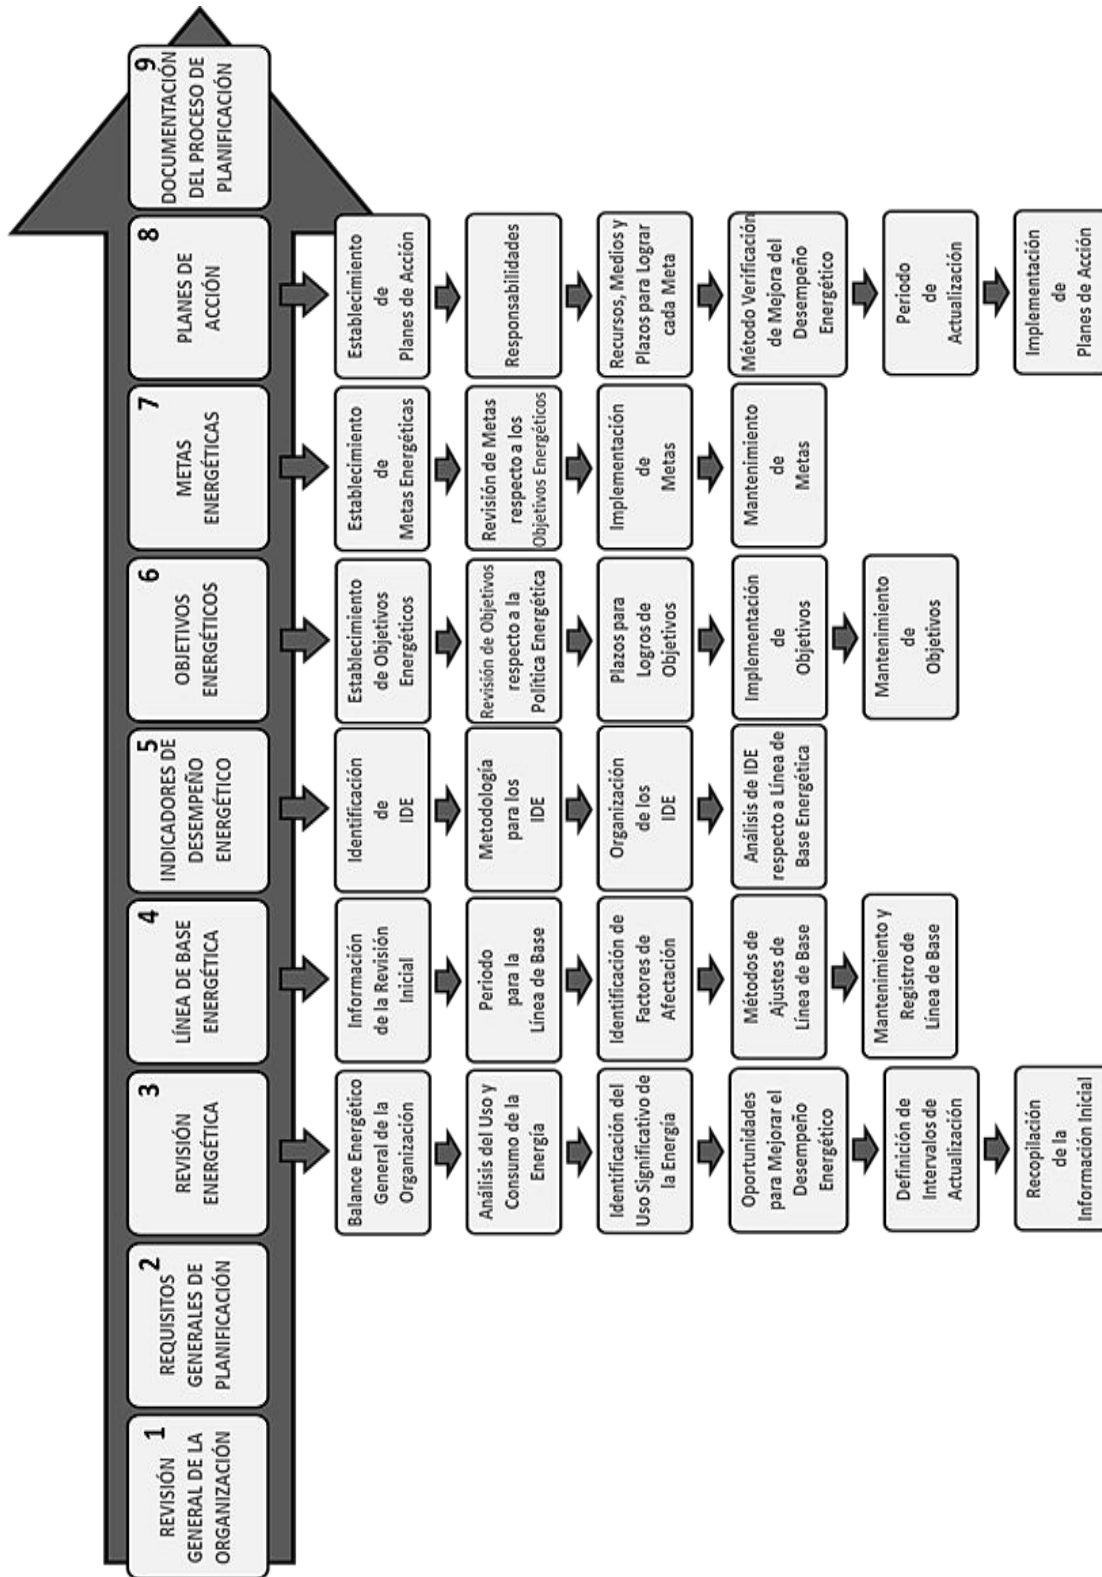 1
REVISIÓN
GENERAL DE LA
ORGANIZACIÓN
2
REQUISITOS
GENERALES DE
PLANIFICACIÓN
3
REVISIÓN
ENERGÉTICA
4
LÍNEA DE BASE
ENERGÉTICA
5
INDICADORES DE
DESEMPEÑO
ENERGÉTICO
6
OBJETIVOS
ENERGÉTICOS
7
METAS
ENERGÉTICAS
8
PLANES DE
ACCIÓN
9
DOCUMENTACIÓN
DEL PROCESO DE
PLANIFICACIÓN
Balance Energético
General de la
Organización
Análisis del Uso y
Consumo de la
Energía
Identificación del
Uso Significativo de
la Energía
Oportunidades
para Mejorar el
Desempeño
Energético
Definición de
Intervalos de
Actualización
Recopilación
de la
Información Inicial
Información
de la Revisión
Inicial
Periodo
para la
Línea de Base
Identificación de
Factores de
Afectación
Métodos de
Ajustes de
Línea de Base
Mantenimiento y
Registro de
Línea de Base
Identificación
de
IDE
Metodología
para los
IDE
Organización
de los
IDE
Análisis de IDE
respecto a Línea de
Base Energética
Establecimiento
de Objetivos
Energéticos
Revisión de Objetivos
respecto a la
Política Energética
Plazos para
Logros de
Objetivos
Implementación
de
Objetivos
Mantenimiento
de
Objetivos
Establecimiento
de
Metas Energéticas
Revisión de Metas
respecto a los
Objetivos Energéticos
Implementación
de
Metas
Mantenimiento
de
Metas
Establecimiento
de
Planes de Acción
Responsabilidades
Recursos, Medios y
Plazos para Lograr
cada Meta
Método Verificación
de Mejora del
Desempeño
Energético
Periodo
de
Actualización
Implementación
de
Planes de Acción